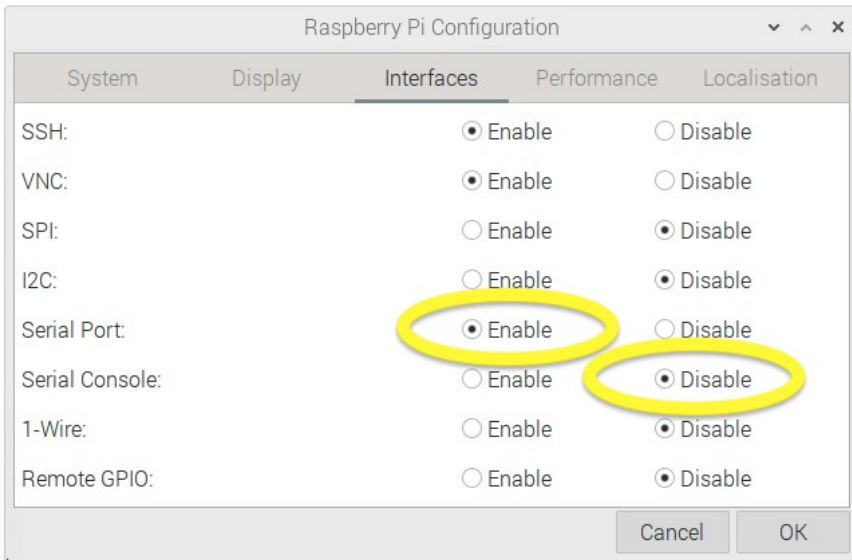 Raspberry Pi Configuration
System Display Interfaces Performance Localisation
SSH: Enable Disable
VNC: Enable Disable
SPI: Enable Disable
I2C: Enable Disable
Serial Port: Enable Disable
Serial Console: Enable Disable
1-Wire: Enable Disable
Remote GPIO: Enable Disable
Cancel OK